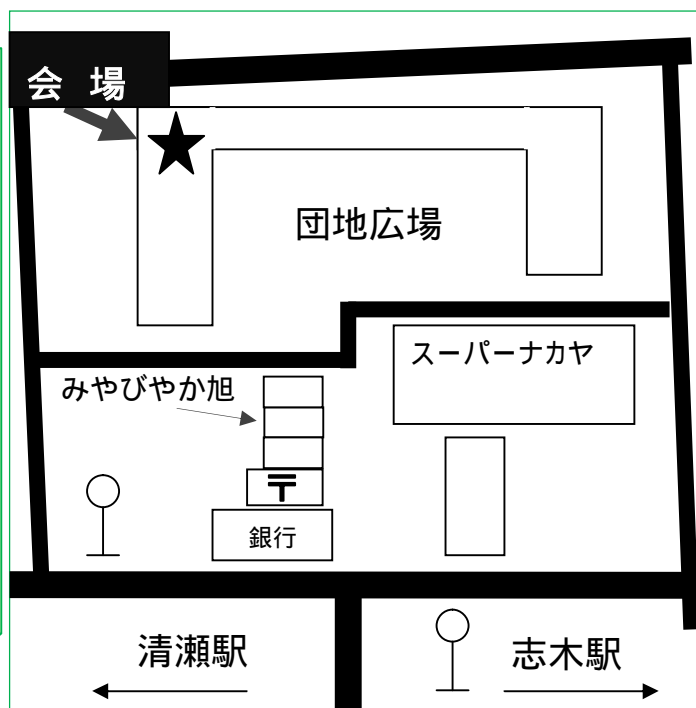 会 場
団地広場
スーパーナカヤ
みやびやか旭
〒
銀行
清瀬駅
志木駅